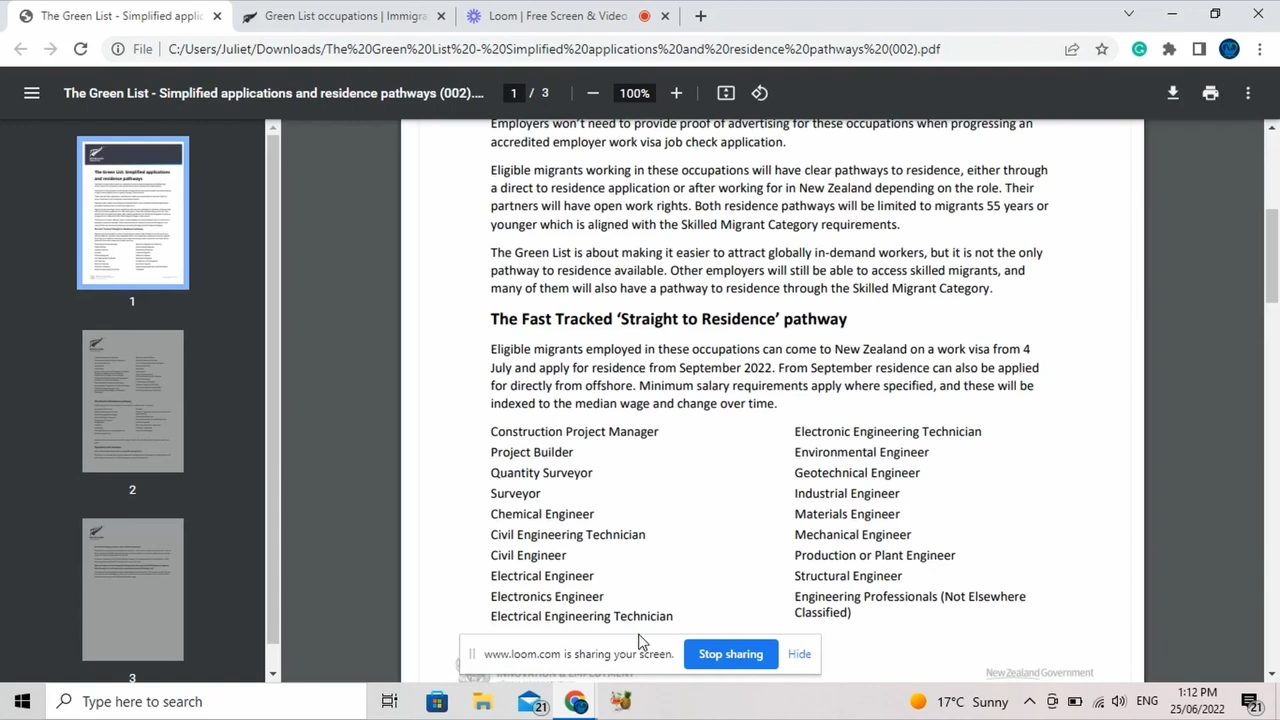 The Green List - Simplified applic
Green List occupations | Immigra
Loom | Free Screen & Video
File
C:/Users/Juliet/Downloads/The%20Green%20List%20-%20Simplified%20applications%20and%20residence%20pathways%20(002).pdf
The Green List - Simplified applications and residence pathways (002)....
1 / 3
100%
Employers won't need to provide proof of advertising for these occupations when progressing an
accredited employer work visa job check application.
Eligible migrants working in these occupations will have clear pathways to residence, either through
a direct to residence application or after working for in New Zealand depending on the role. Their
partners will have open work rights. Both residence pathways will be limited to migrants 55 years or
younger which is aligned with the Skilled Migrant Category requirements.
The Green List is about making it easier to attract globally in-demand workers, but it is not the only
pathway to residence available. Other employers will still be able to access skilled migrants, and
many of them will also have a pathway to residence through the Skilled Migrant Category.
The Fast Tracked 'Straight to Residence' pathway
Eligible migrants employed in these occupations can come to New Zealand on a work visa from 4
July and apply for residence from September 2022. From September residence can also be applied
for directly from offshore. Minimum salary requirements apply where specified, and these will be
indexed to the median wage and change over time.
Construction Project Manager
Project Builder
Quantity Surveyor
Surveyor
Chemical Engineer
Civil Engineering Technician
Civil Engineer
Electrical Engineer
Electronics Engineer
Electrical Engineering Technician
Electronic Engineering Technician
Environmental Engineer
Geotechnical Engineer
Industrial Engineer
Materials Engineer
Mechanical Engineer
Production or Plant Engineer
Structural Engineer
Engineering Professionals (Not Elsewhere
Classified)
1
2
3
www.loom.com is sharing your screen.
Stop sharing
Hide
INNOVATION & EMPLOYMENT
New Zealand Government
Type here to search
21
17°C Sunny
ENG
1:12 PM
25/06/2022
21